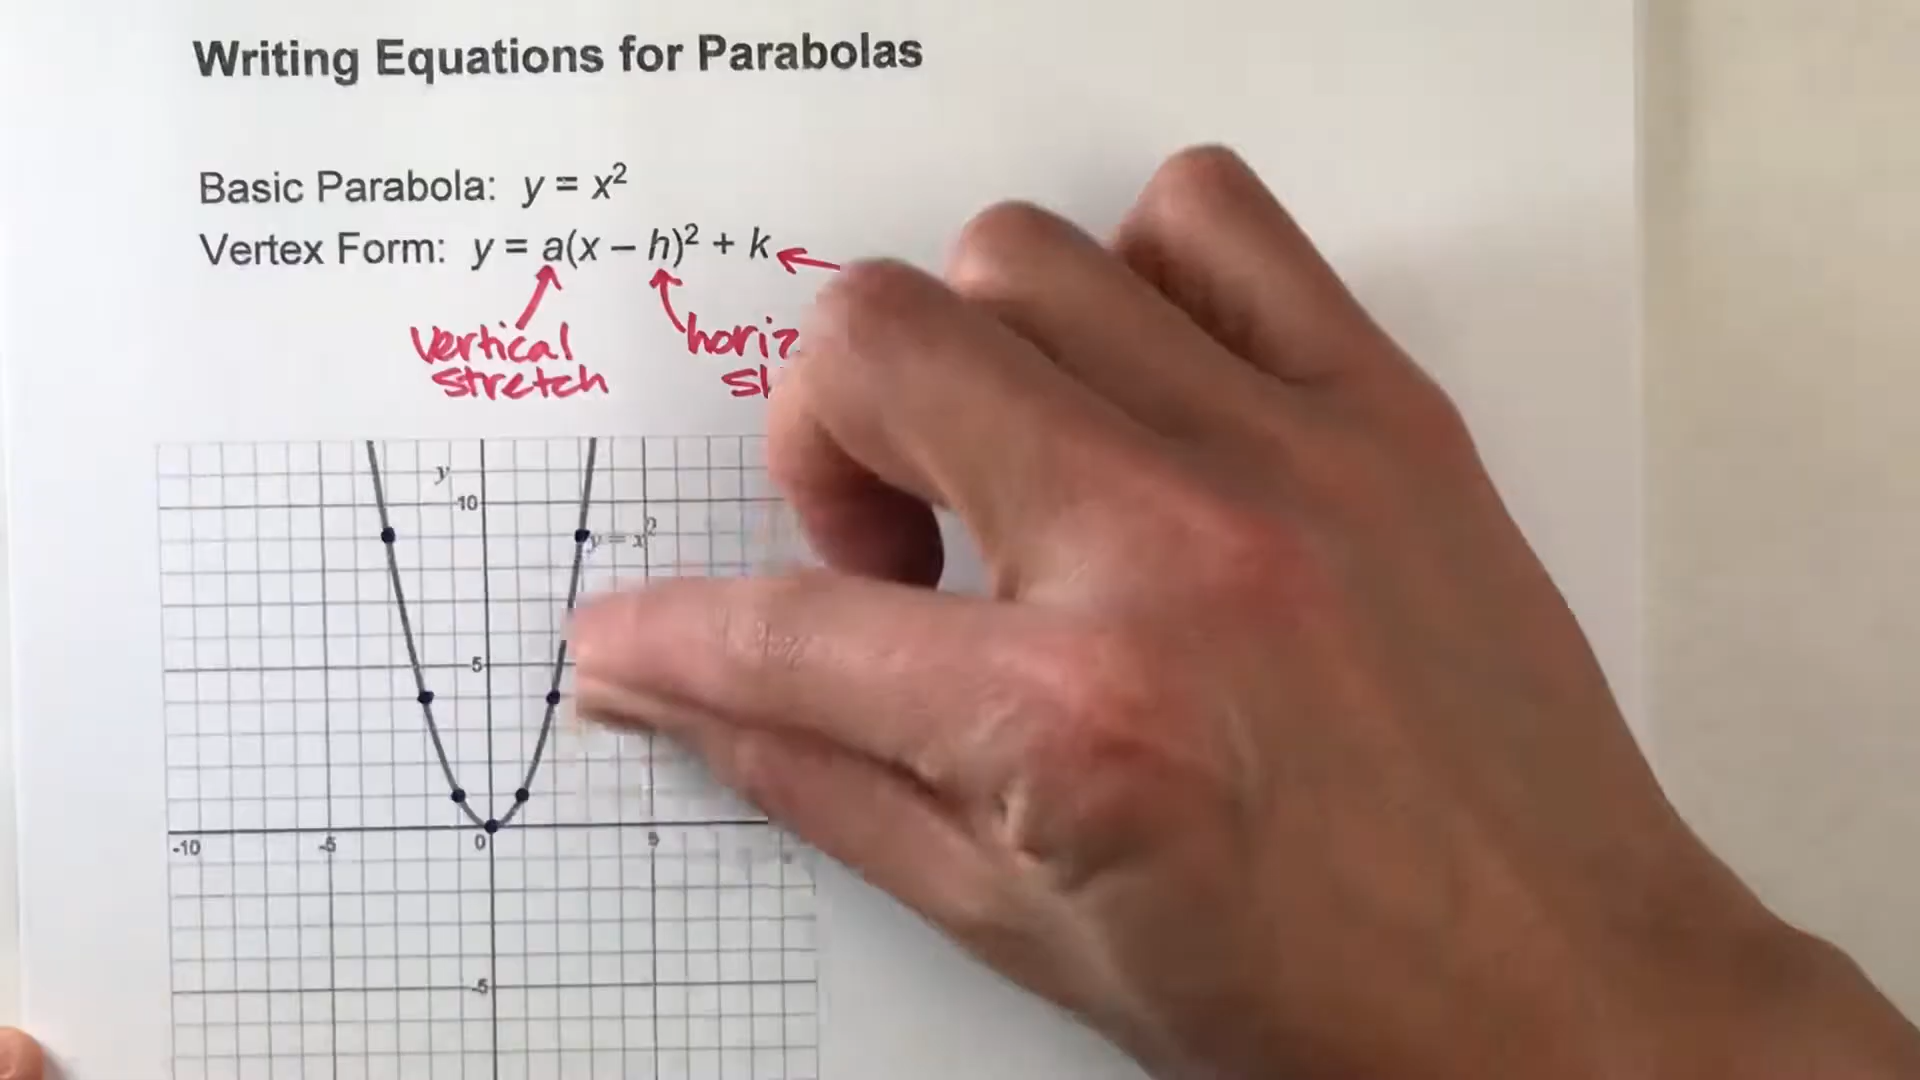 Writing Equations for Parabolas
Basic Parabola: y = x²
Vertex Form: y = a(x – h)² + k
vertical
stretch
y
10
y = x²
5
-10
-5
0
5
-5